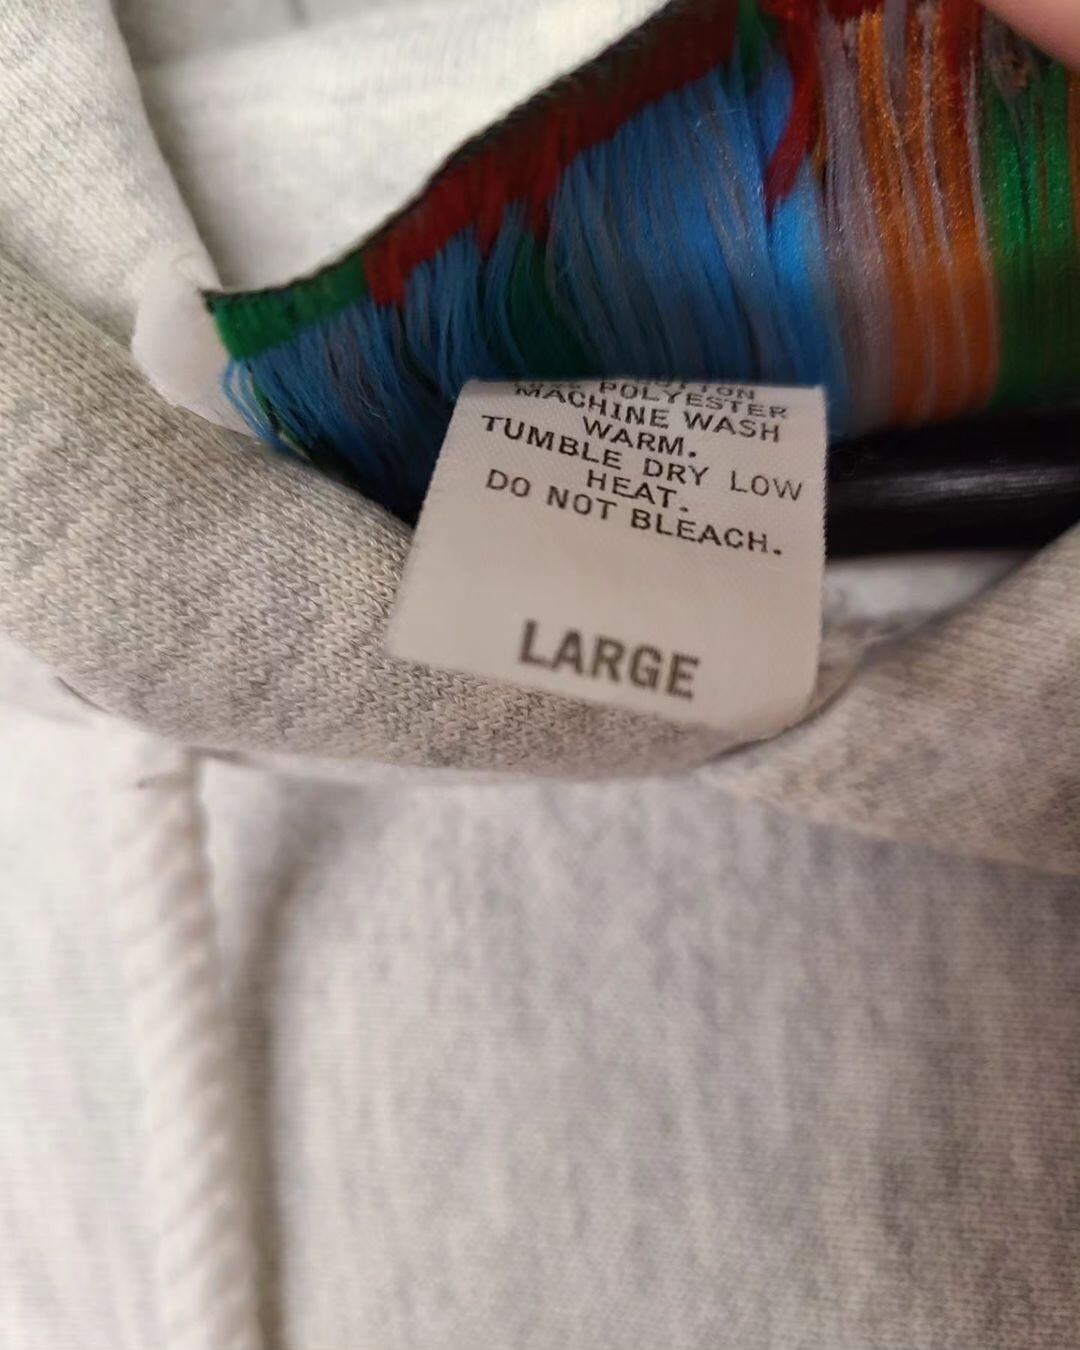 POLYESTER
MACHINE WASH
WARM.
TUMBLE DRY LOW
HEAT.
DO NOT BLEACH.
LARGE